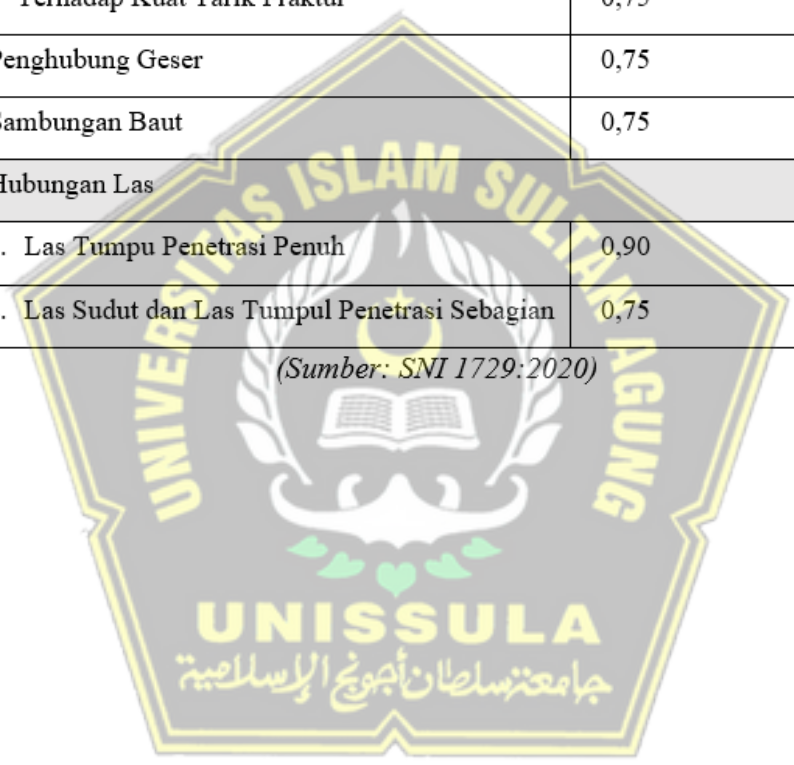 Terhadap Kuat Tarik Fraktur 0,75
Penghubung Geser 0,75
Sambungan Baut 0,75
Hubungan Las
. Las Tumpu Penetrasi Penuh 0,90
. Las Sudut dan Las Tumpul Penetrasi Sebagian 0,75
(Sumber: SNI 1729:2020)
UNIVERSITAS ISLAM SULTAN AGUNG
UNISSULA
جامعة سلطان أجونج الإسلامية